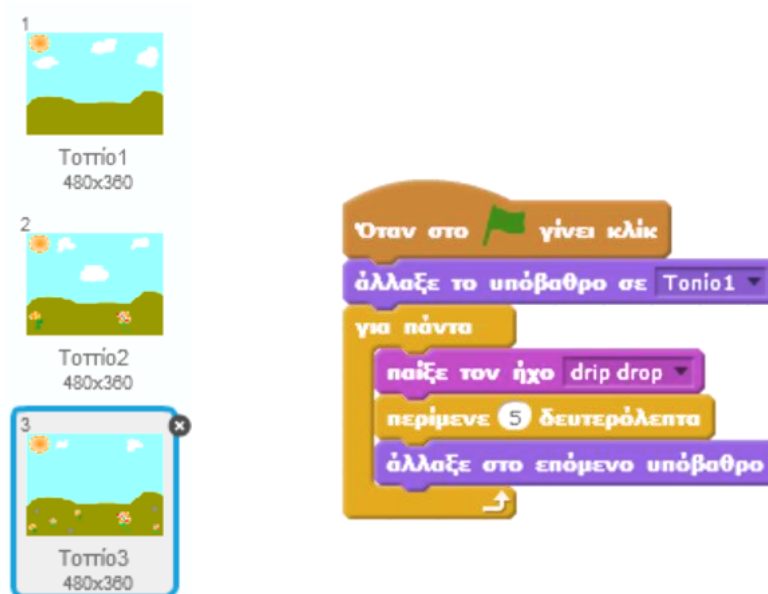 1
Τοπίο1
480x360
2
Τοπίο2
480x360
3
Τοπίο3
480x360
Όταν στο γίνει κλίκ
άλλαξε το υπόβαθρο σε Τοπίο1
για πάντα
παίξε τον ήχο drip drop
περίμενε 5 δευτερόλεπτα
άλλαξε στο επόμενο υπόβαθρο